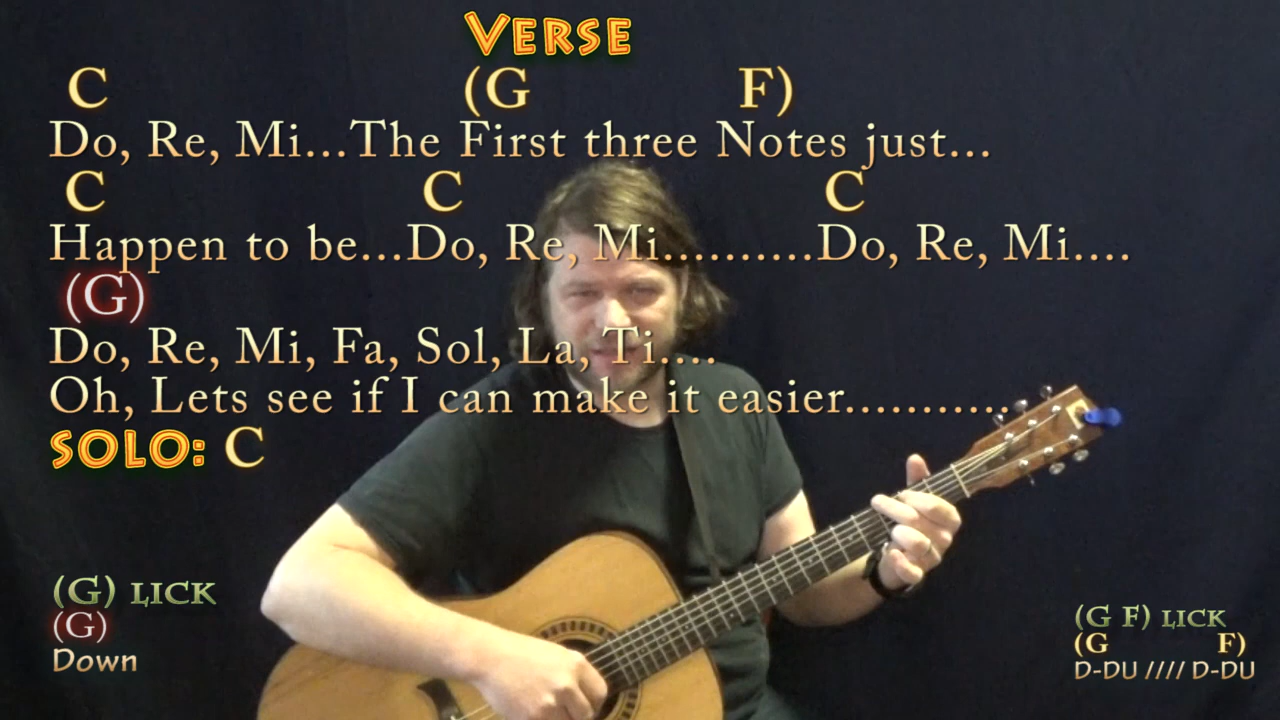 VERSE
C (G F)
Do, Re, Mi...The First three Notes just...
C C C
Happen to be...Do, Re, Mi..........Do, Re, Mi....
(G)
Do, Re, Mi, Fa, Sol, La, Ti....
Oh, Lets see if I can make it easier............
SOLO: C
(G) LICK
(G)
Down
(G F) LICK
(G F)
D-DU //// D-DU